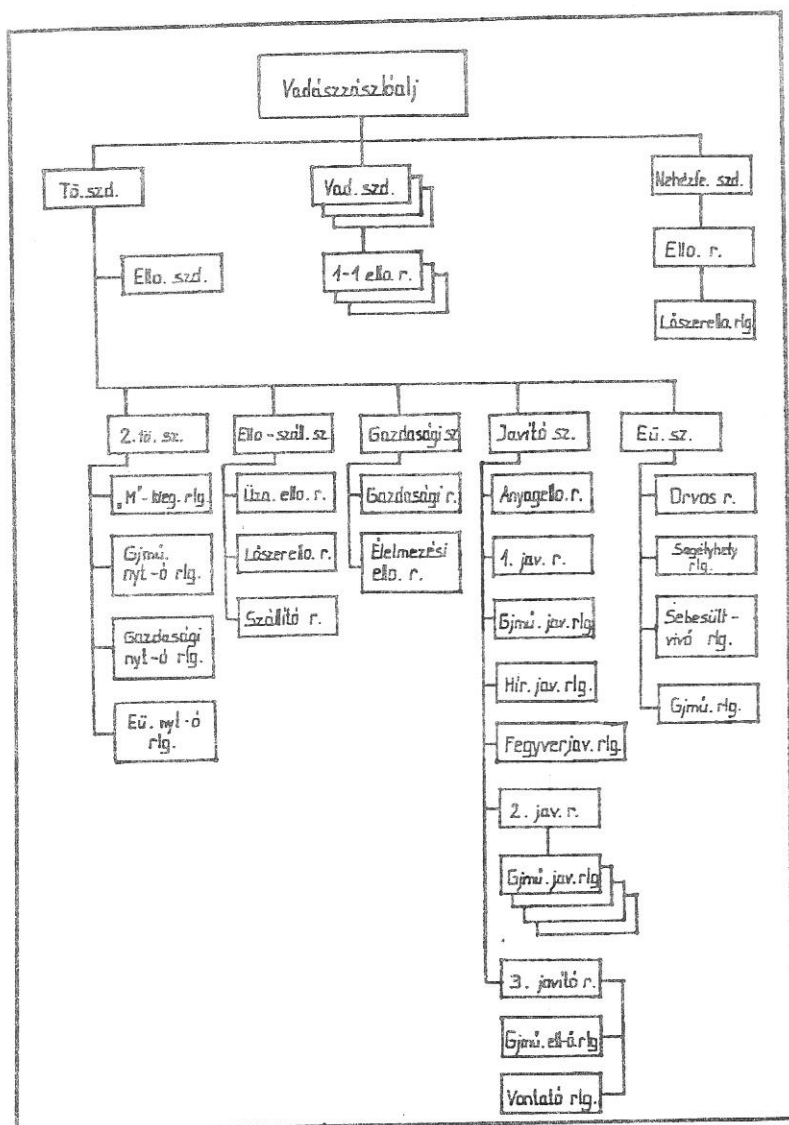 Vadászzászlóalj
Tö. szd.
Vad. szd.
Nehézfe. szd.
Ello. szd.
1-1 ello. r.
Ello. r.
Lőszerello. rlg.
2. tö. sz.
Ello-száll. sz.
Gazdasági sz.
Javító sz.
Eü. sz.
„M"-kieg. rlg.
Gjmű.
nyt-ó rlg.
Gazdasági
nyt-ó rlg.
Eü. nyt-ó
rlg.
Üza. ello. r.
Lőszerello. r.
Szállító r.
Gazdasági r.
Élelmezési
ello. r.
Anyagello. r.
1. jav. r.
Gjmű. jav. rlg.
Hír. jav. rlg.
Fegyverjav. rlg.
2. jav. r.
Gjmű. jav. rlg.
3. javító r.
Gjmű. ell-ó. rlg
Vontató rlg.
Orvos r.
Segélyhely
rlg.
Sebesült-
vivő rlg.
Gjmű. rlg.